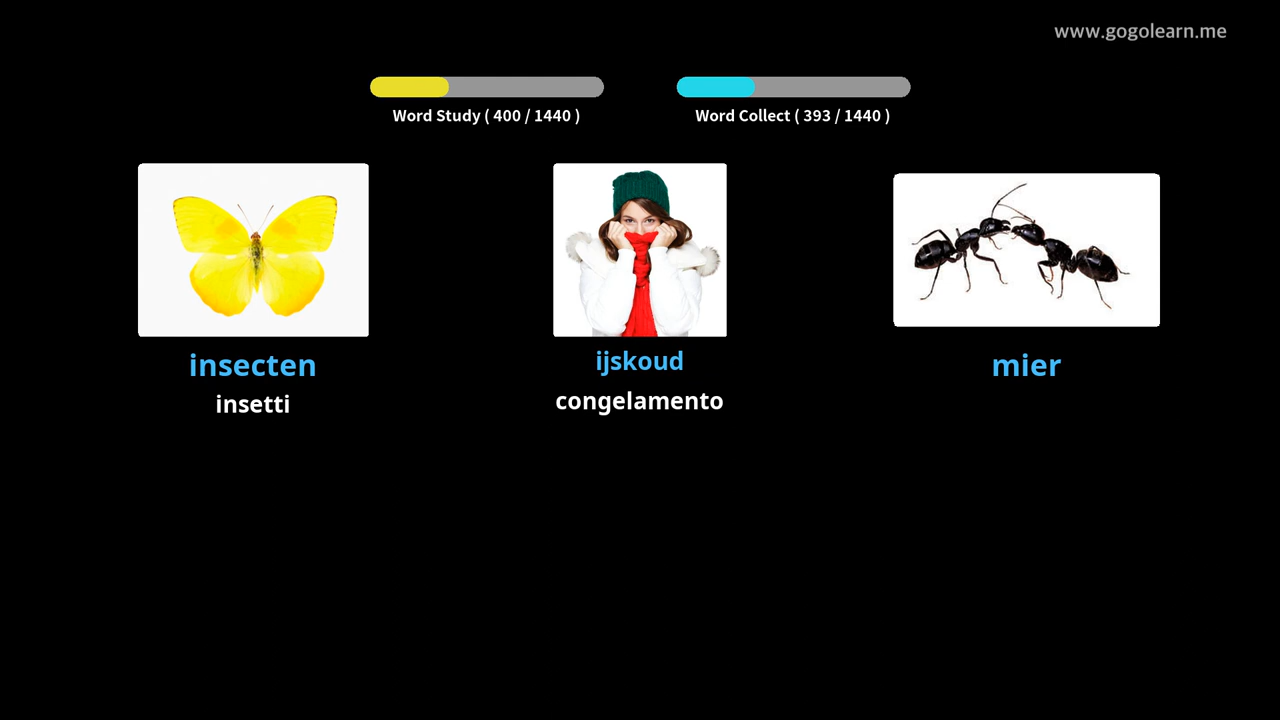 www.gogolearn.me
Word Study ( 400 / 1440 )
Word Collect ( 393 / 1440 )
insecten
insetti
ijskoud
congelamento
mier